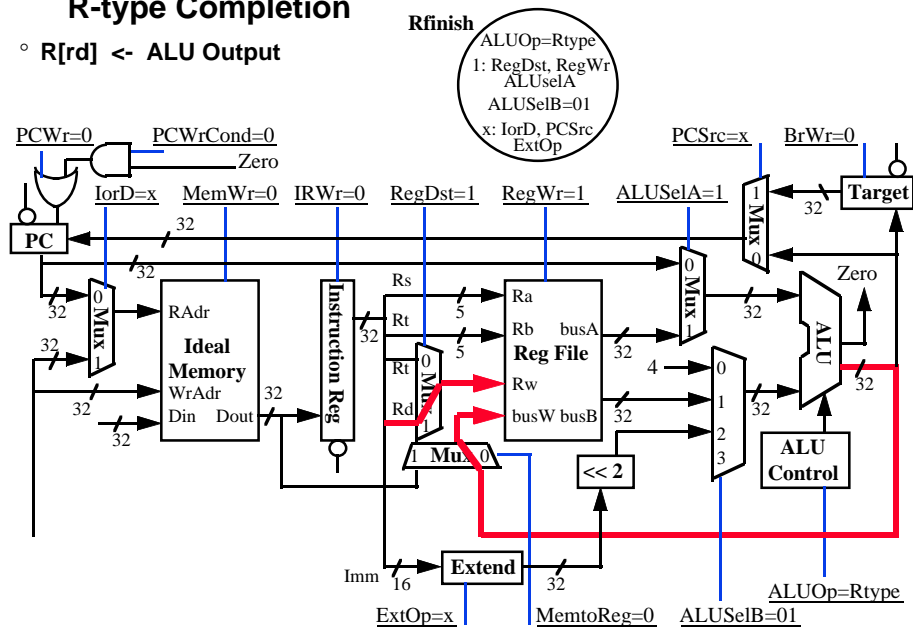 R-type Completion
° R[rd] <- ALU Output
Rfinish
ALUOp=Rtype
1: RegDst, RegWr
ALUselA
ALUSelB=01
x: IorD, PCSrc
ExtOp
PCWr=0
PCWrCond=0
PCSrc=x
BrWr=0
Zero
IorD=x
MemWr=0
IRWr=0
RegDst=1
RegWr=1
ALUSelA=1
1
Mux
0
32
Target
PC
32
32
32
Zero
0
Mux
1
32
32
RAdr
Ideal
Memory
WrAdr
Din
Dout
32
32
32
Instruction Reg
32
Rs
Rt
5
5
Rt
Rd
0
Mux
1
Ra
Rb
busA
Reg File
Rw
busW
busB
32
32
0
Mux
1
32
ALU
32
4
0
1
2
3
32
1 Mux 0
<< 2
ALU
Control
Imm
16
Extend
32
ALUOp=Rtype
ExtOp=x
MemtoReg=0
ALUSelB=01